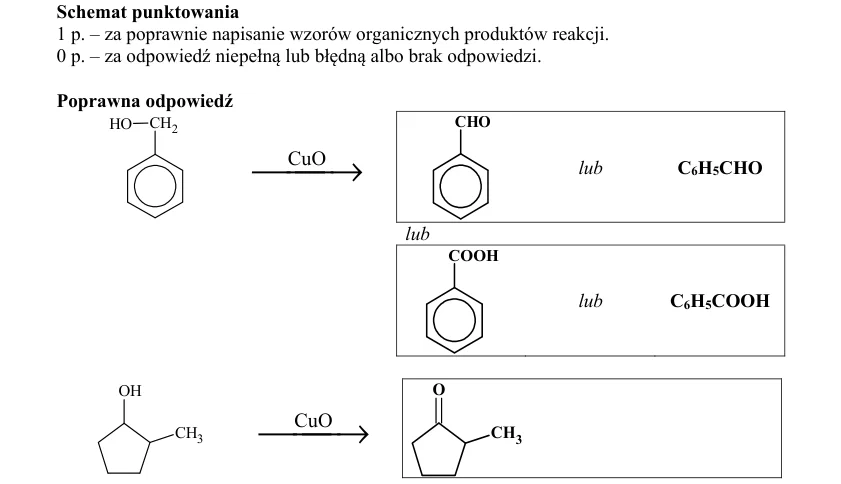 Schemat punktowania
1 p. – za poprawnie napisanie wzorów organicznych produktów reakcji.
0 p. – za odpowiedź niepełną lub błędną albo brak odpowiedzi.
Poprawna odpowiedź
HO—CH₂
CuO
CHO
lub
C₆H₅CHO
lub
COOH
lub
C₆H₅COOH
OH
CH₃
CuO
O
CH₃